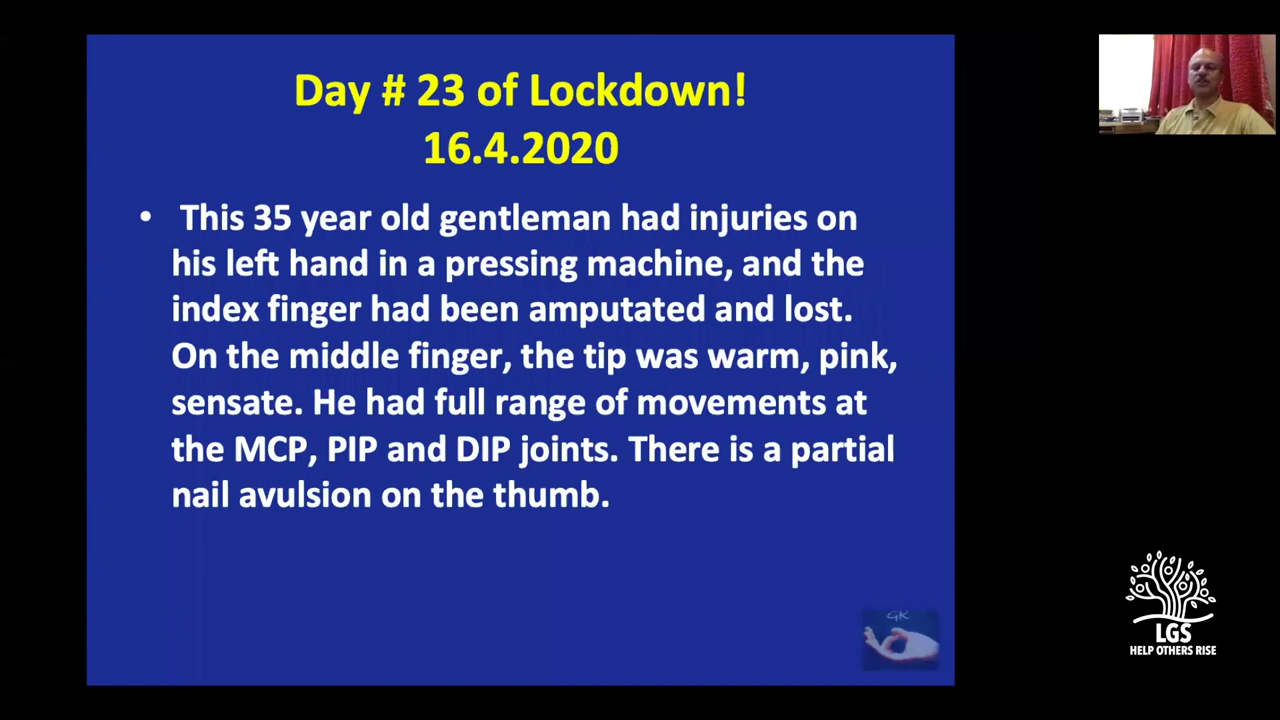 Day # 23 of Lockdown!
16.4.2020
• This 35 year old gentleman had injuries on
his left hand in a pressing machine, and the
index finger had been amputated and lost.
On the middle finger, the tip was warm, pink,
sensate. He had full range of movements at
the MCP, PIP and DIP joints. There is a partial
nail avulsion on the thumb.
GK
LGS
HELP OTHERS RISE